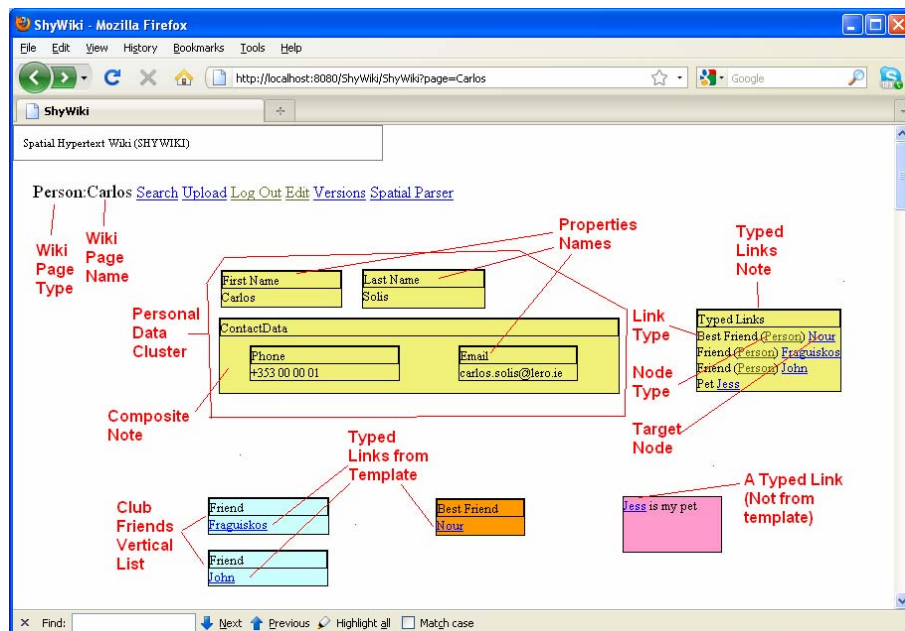 ShyWiki - Mozilla Firefox
File Edit View History Bookmarks Tools Help
http://localhost:8080/ShyWiki/ShyWiki?page=Carlos
Google
ShyWiki
Spatial Hypertext Wiki (SHYWIKI)
Person:Carlos Search Upload Log Out Edit Versions Spatial Parser
Wiki
Page
Type
Wiki
Page
Name
Properties
Names
Typed
Links
Note
Personal
Data
Cluster
First Name
Carlos
Last Name
Solis
ContactData
Phone
+353 00 00 01
Email
carlos.solis@lero.ie
Link
Type
Node
Type
Target
Node
Typed Links
Best Friend (Person) Nour
Friend (Person) Fraguiskos
Friend (Person) John
Pet Jess
Composite
Note
Typed
Links from
Template
Club
Friends
Vertical
List
Friend
Fraguiskos
Friend
John
Best Friend
Nour
Jess is my pet
A Typed Link
(Not from
template)
Find: Next Previous Highlight all Match case